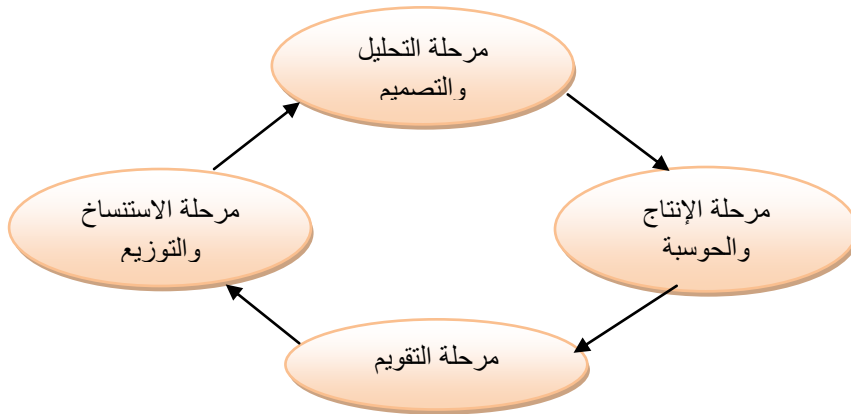 مرحلة التحليل
والتصميم
مرحلة الإنتاج
والحوسبة
مرحلة التقويم
مرحلة الاستنساخ
والتوزيع